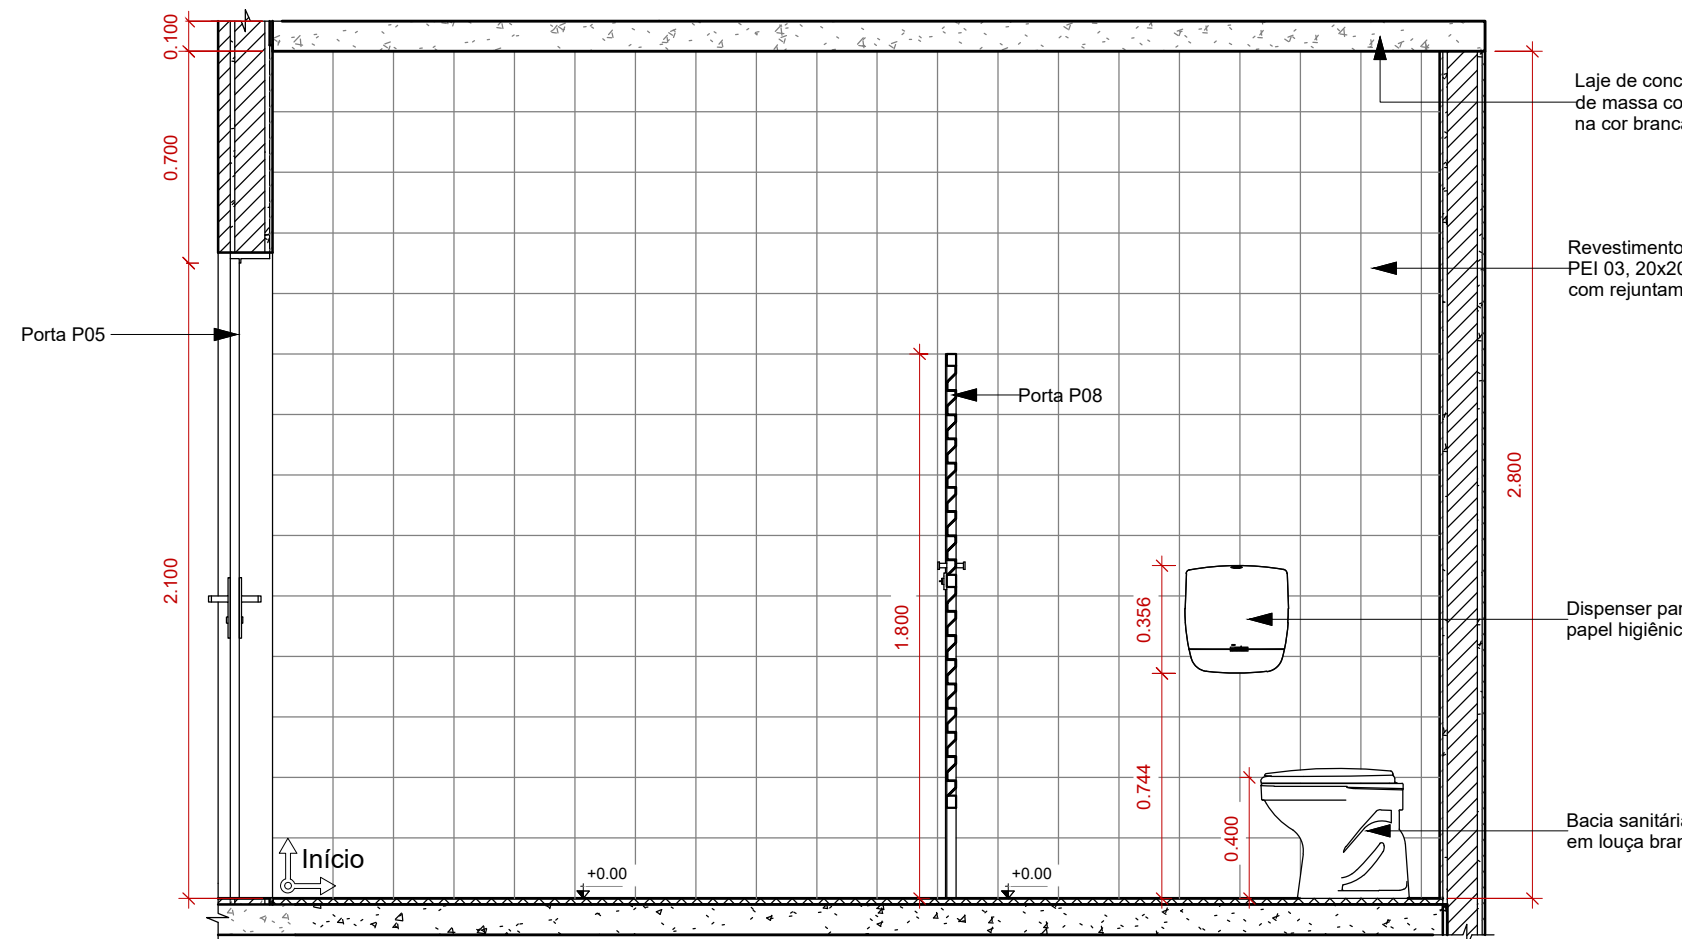 0.100
Laje de conc
de massa co
na cor branca
0.700
Revestimento
PEI 03, 20x20
com rejuntam
Porta P05
Porta P08
2.800
2.100
1.800
0.356
Dispenser par
papel higiênic
0.744
0.400
Bacia sanitária
em louça bran
Início
+0.00
+0.00